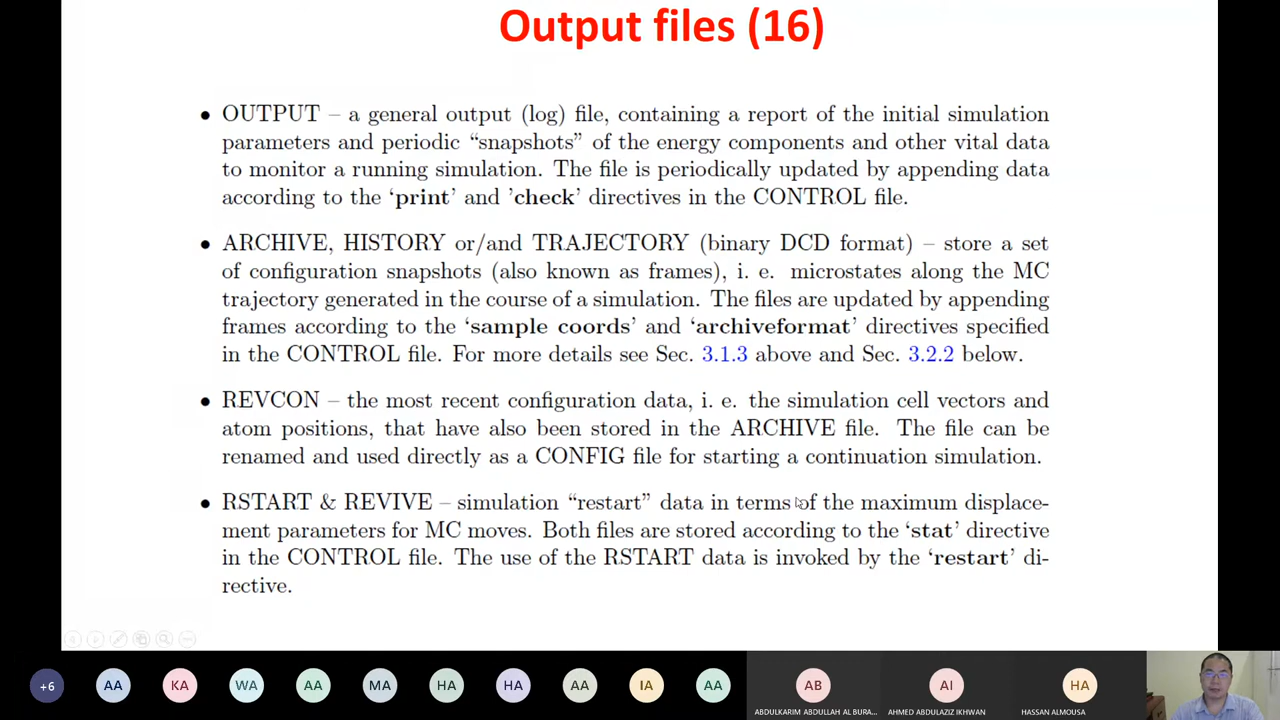 Output files (16)
• OUTPUT – a general output (log) file, containing a report of the initial simulation
parameters and periodic “snapshots” of the energy components and other vital data
to monitor a running simulation. The file is periodically updated by appending data
according to the ‘print’ and ’check’ directives in the CONTROL file.
• ARCHIVE, HISTORY or/and TRAJECTORY (binary DCD format) – store a set
of configuration snapshots (also known as frames), i. e. microstates along the MC
trajectory generated in the course of a simulation. The files are updated by appending
frames according to the ‘sample coords’ and ‘archiveformat’ directives specified
in the CONTROL file. For more details see Sec. 3.1.3 above and Sec. 3.2.2 below.
• REVCON – the most recent configuration data, i. e. the simulation cell vectors and
atom positions, that have also been stored in the ARCHIVE file. The file can be
renamed and used directly as a CONFIG file for starting a continuation simulation.
• RSTART & REVIVE – simulation “restart” data in terms of the maximum displace-
ment parameters for MC moves. Both files are stored according to the ‘stat’ directive
in the CONTROL file. The use of the RSTART data is invoked by the ‘restart’ di-
rective.
+6 AA KA WA AA MA HA HA AA IA AA AB AI HA
ABDULKARIM ABDULLAH AL BURA... AHMED ABDULAZIZ IKHWAN HASSAN ALMOUSA